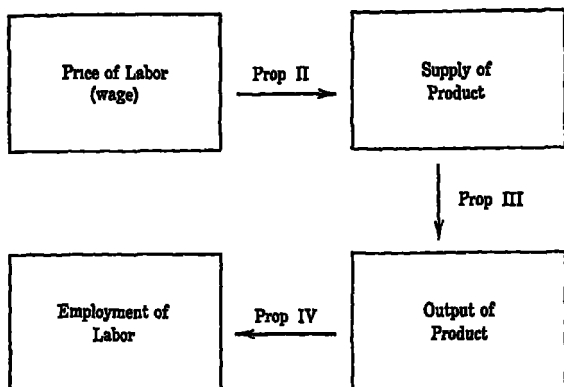 Price of Labor
(wage)
Prop II
Supply of
Product
Prop III
Employment of
Labor
Prop IV
Output of
Product